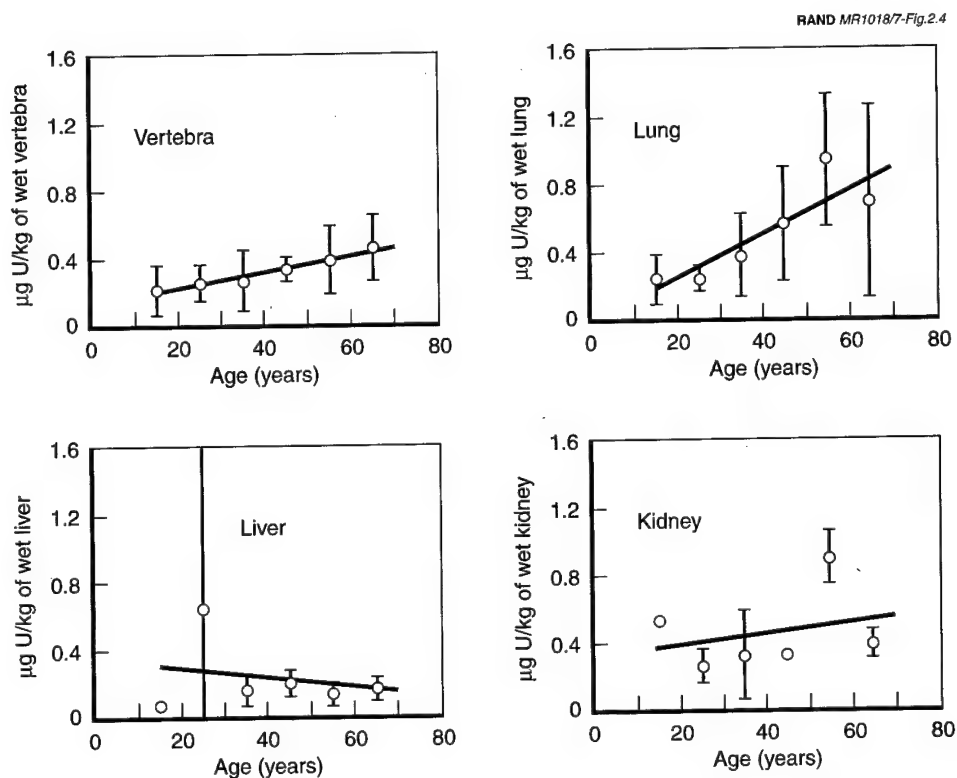 RAND MR1018/7-Fig.2.4
µg U/kg of wet vertebra
1.6
1.2
0.8
0.4
0
Vertebra
0 20 40 60 80
Age (years)
µg U/kg of wet lung
1.6
1.2
0.8
0.4
0
Lung
0 20 40 60 80
Age (years)
µg U/kg of wet liver
1.6
1.2
0.8
0.4
0
Liver
0 20 40 60 80
Age (years)
µg U/kg of wet kidney
1.6
1.2
0.8
0.4
0
Kidney
0 20 40 60 80
Age (years)